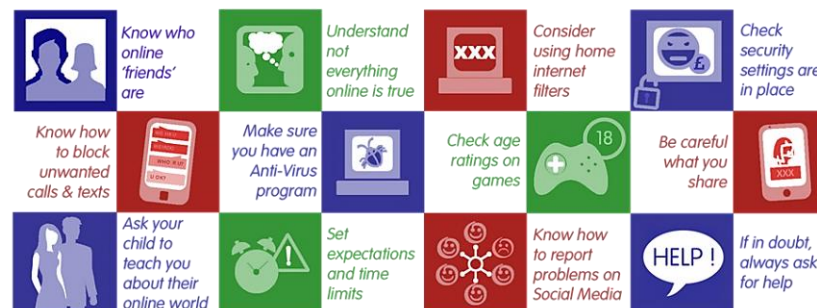 Know who
online
'friends'
are
Understand
not
everything
online is true
XXX
Consider
using home
internet
filters
£
Check
security
settings are
in place
Know how
to block
unwanted
calls & texts
WHO R U?
U OK?
Make sure
you have an
Anti-Virus
program
Check age
ratings on
games
18
Be careful
what you
share
XXX
Ask your
child to
teach you
about their
online world
!
Set
expectations
and time
limits
Know how
to report
problems on
Social Media
HELP !
If in doubt,
always ask
for help